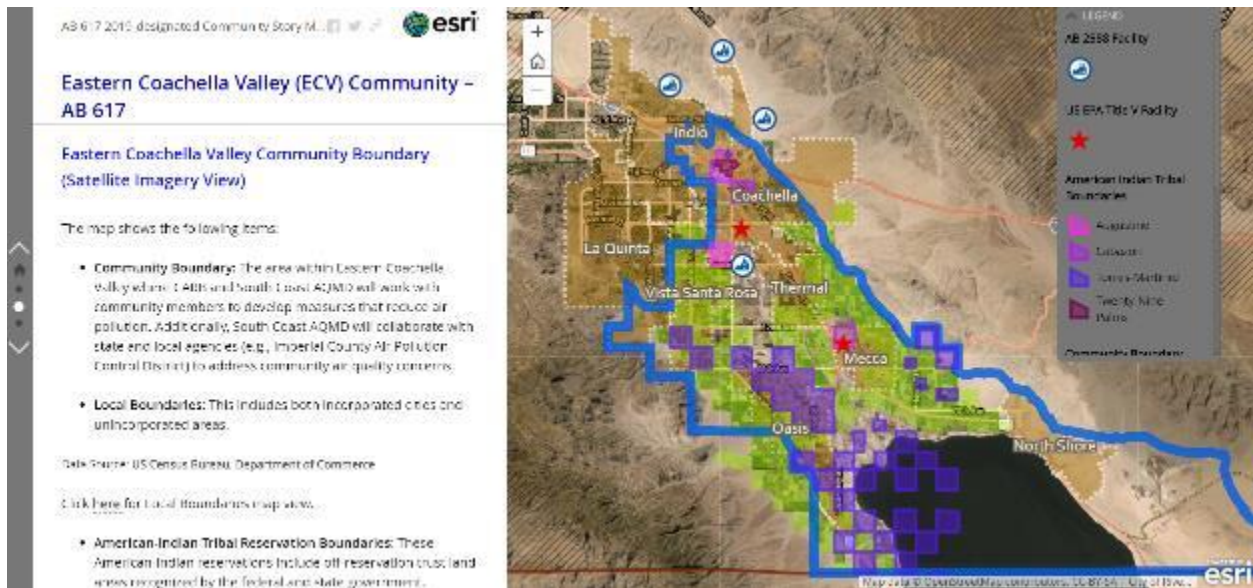 AB 617 2019 designated Community Story M...
esri
Eastern Coachella Valley (ECV) Community –
AB 617
Eastern Coachella Valley Community Boundary
(Satellite Imagery View)
The map shows the following items:
• Community Boundary: The area within Eastern Coachella
Valley where CARB and South Coast AQMD will work with
community members to develop measures that reduce air
pollution. Additionally, South Coast AQMD will collaborate with
state and local agencies (e.g., Imperial County Air Pollution
Control District) to address community air quality concerns.
• Local Boundaries: This includes both incorporated cities and
unincorporated areas.
Data Source: US Census Bureau, Department of Commerce
Click here for Local Boundaries map view.
• American-Indian Tribal Reservation Boundaries: These
American Indian reservations include off-reservation trust land
areas recognized by the federal and state government.
+
−
Indio
Coachella
La Quinta
Vista Santa Rosa
Thermal
Mecca
Oasis
North Shore
LEGEND
AB 2588 Facility
US EPA Title V Facility
American Indian Tribal
Boundaries
Augustine
Cabazon
Torres-Martinez
Twenty-Nine
Palms
Community Boundary
Map data © OpenStreetMap contributors, CC-BY-SA
esri